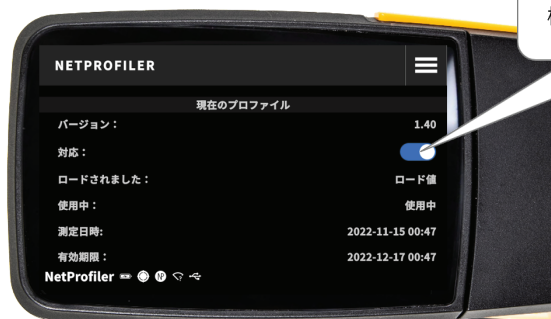 NETPROFILER
現在のプロファイル
バージョン： 1.40
対応：
ロードされました： ロード値
使用中： 使用中
測定日時: 2022-11-15 00:47
有効期限： 2022-12-17 00:47
NetProfiler